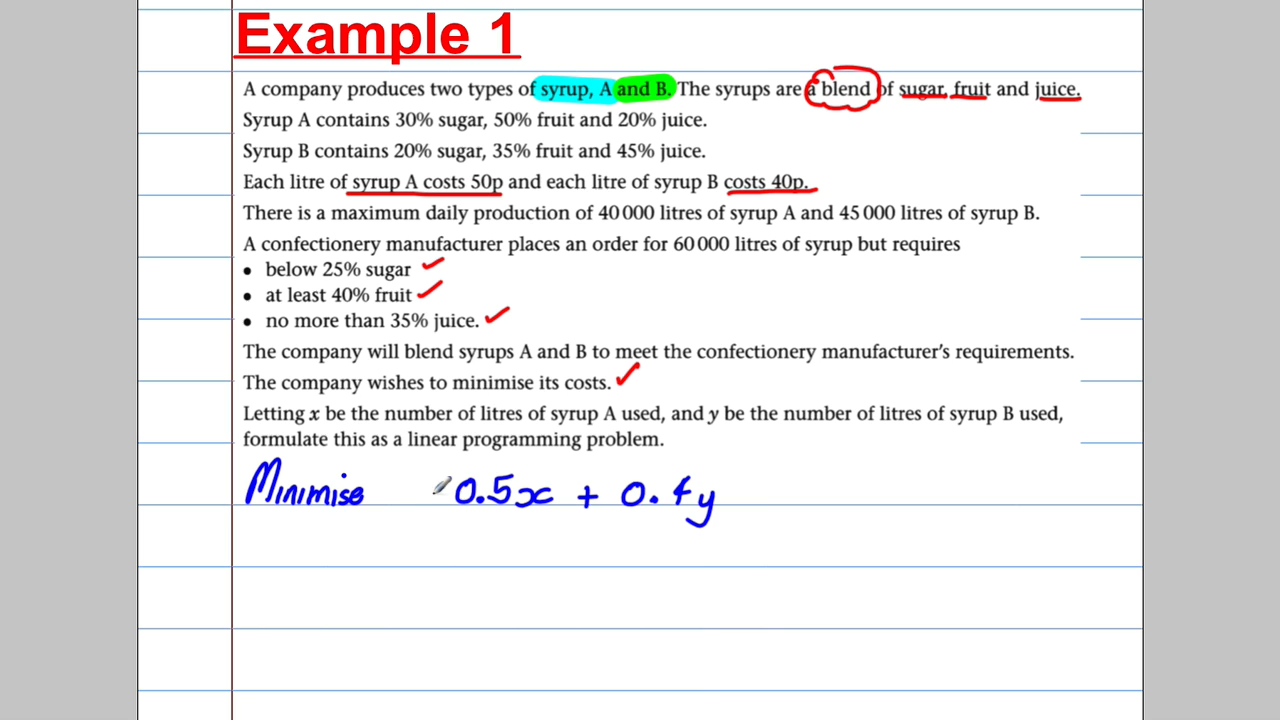 Example 1
A company produces two types of syrup, A and B. The syrups are a blend of sugar, fruit and juice.
Syrup A contains 30% sugar, 50% fruit and 20% juice.
Syrup B contains 20% sugar, 35% fruit and 45% juice.
Each litre of syrup A costs 50p and each litre of syrup B costs 40p.
There is a maximum daily production of 40 000 litres of syrup A and 45 000 litres of syrup B.
A confectionery manufacturer places an order for 60 000 litres of syrup but requires
• below 25% sugar
• at least 40% fruit
• no more than 35% juice.
The company will blend syrups A and B to meet the confectionery manufacturer's requirements.
The company wishes to minimise its costs.
Letting x be the number of litres of syrup A used, and y be the number of litres of syrup B used,
formulate this as a linear programming problem.
Minimise 0.5x + 0.4y